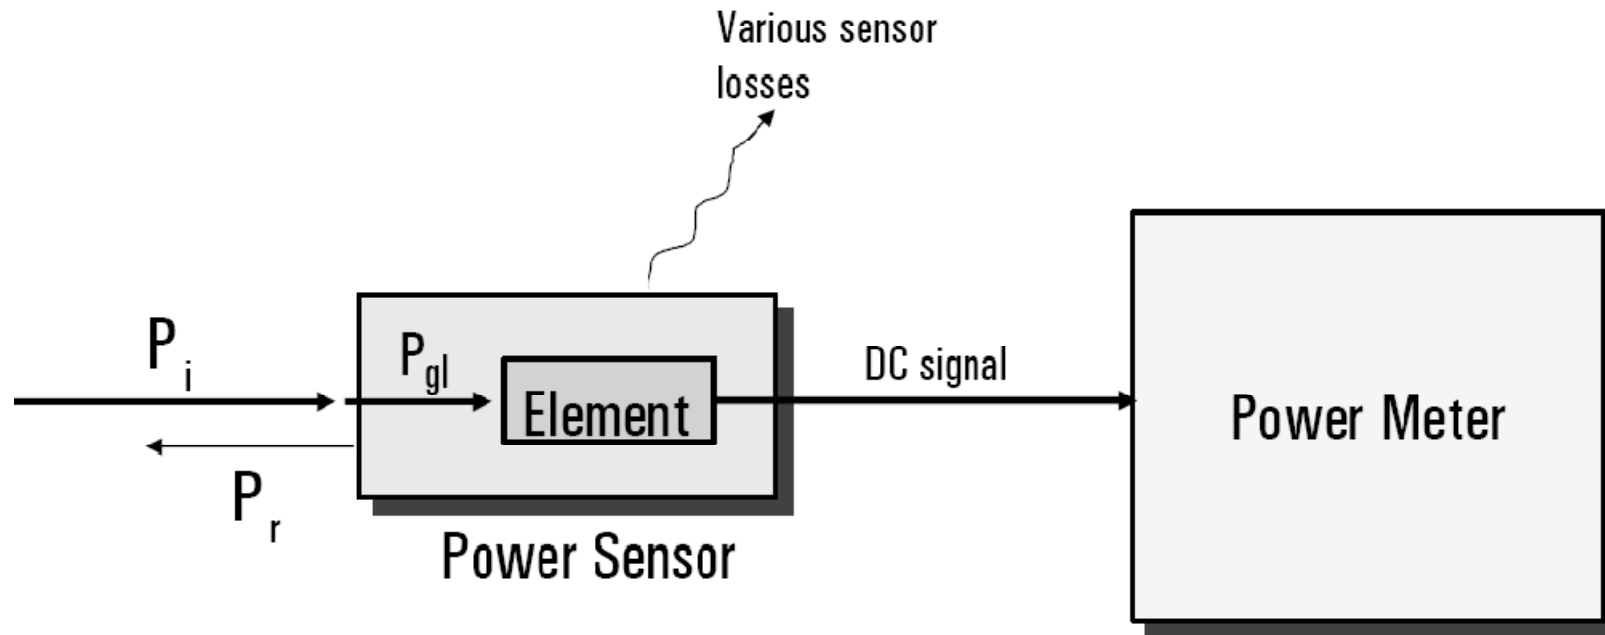 Various sensor
losses
P i
P gl
Element
DC signal
Power Meter
P r
Power Sensor